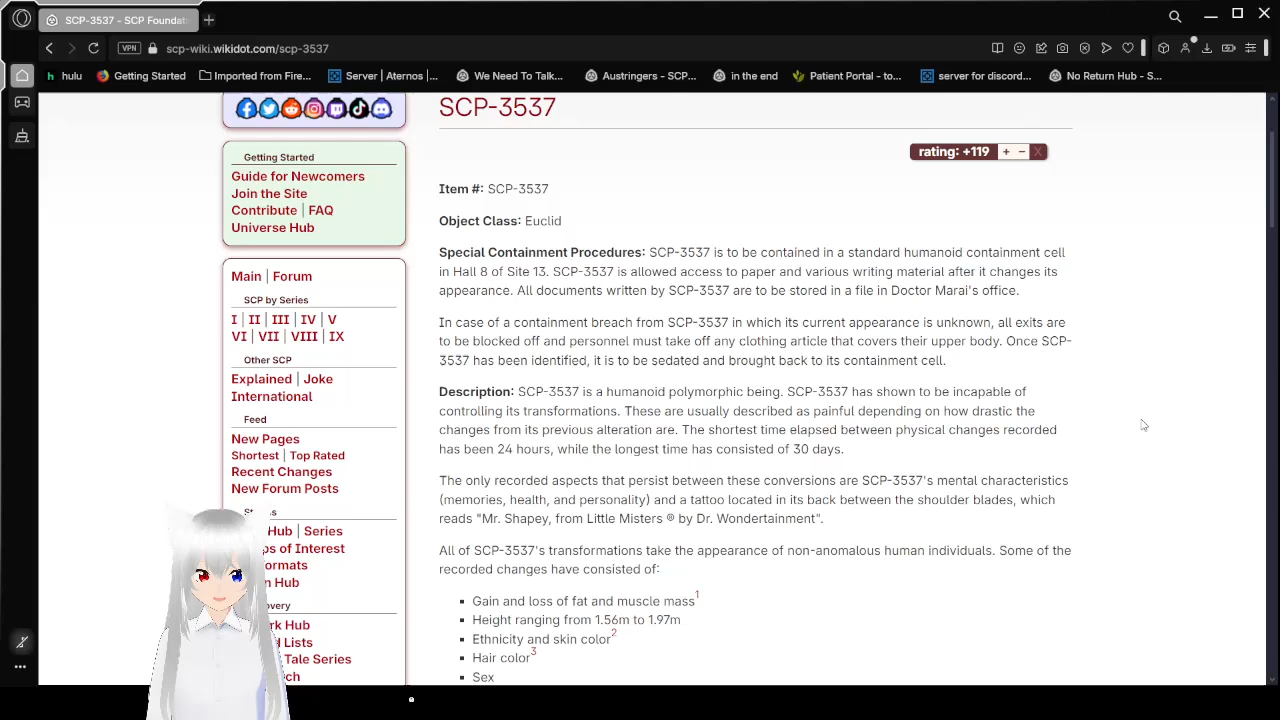 SCP-3537 - SCP Foundat
VPN
scp-wiki.wikidot.com/scp-3537
hulu
Getting Started
Imported from Fire...
Server | Aternos |...
We Need To Talk...
Austringers - SCP...
in the end
Patient Portal - to...
server for discord...
No Return Hub - S...
Getting Started
Guide for Newcomers
Join the Site
Contribute | FAQ
Universe Hub
Main | Forum
SCP by Series
I | II | III | IV | V
VI | VII | VIII | IX
Other SCP
Explained | Joke
International
Feed
New Pages
Shortest | Top Rated
Recent Changes
New Forum Posts
Hub | Series
ps of Interest
ormats
n Hub
overy
rk Hub
d Lists
Tale Series
ch
SCP-3537
rating: +119 + – X
Item #: SCP-3537
Object Class: Euclid
Special Containment Procedures: SCP-3537 is to be contained in a standard humanoid containment cell
in Hall 8 of Site 13. SCP-3537 is allowed access to paper and various writing material after it changes its
appearance. All documents written by SCP-3537 are to be stored in a file in Doctor Marai's office.
In case of a containment breach from SCP-3537 in which its current appearance is unknown, all exits are
to be blocked off and personnel must take off any clothing article that covers their upper body. Once SCP-
3537 has been identified, it is to be sedated and brought back to its containment cell.
Description: SCP-3537 is a humanoid polymorphic being. SCP-3537 has shown to be incapable of
controlling its transformations. These are usually described as painful depending on how drastic the
changes from its previous alteration are. The shortest time elapsed between physical changes recorded
has been 24 hours, while the longest time has consisted of 30 days.
The only recorded aspects that persist between these conversions are SCP-3537's mental characteristics
(memories, health, and personality) and a tattoo located in its back between the shoulder blades, which
reads "Mr. Shapey, from Little Misters ® by Dr. Wondertainment".
All of SCP-3537's transformations take the appearance of non-anomalous human individuals. Some of the
recorded changes have consisted of:
Gain and loss of fat and muscle mass1
Height ranging from 1.56m to 1.97m
Ethnicity and skin color2
Hair color3
Sex